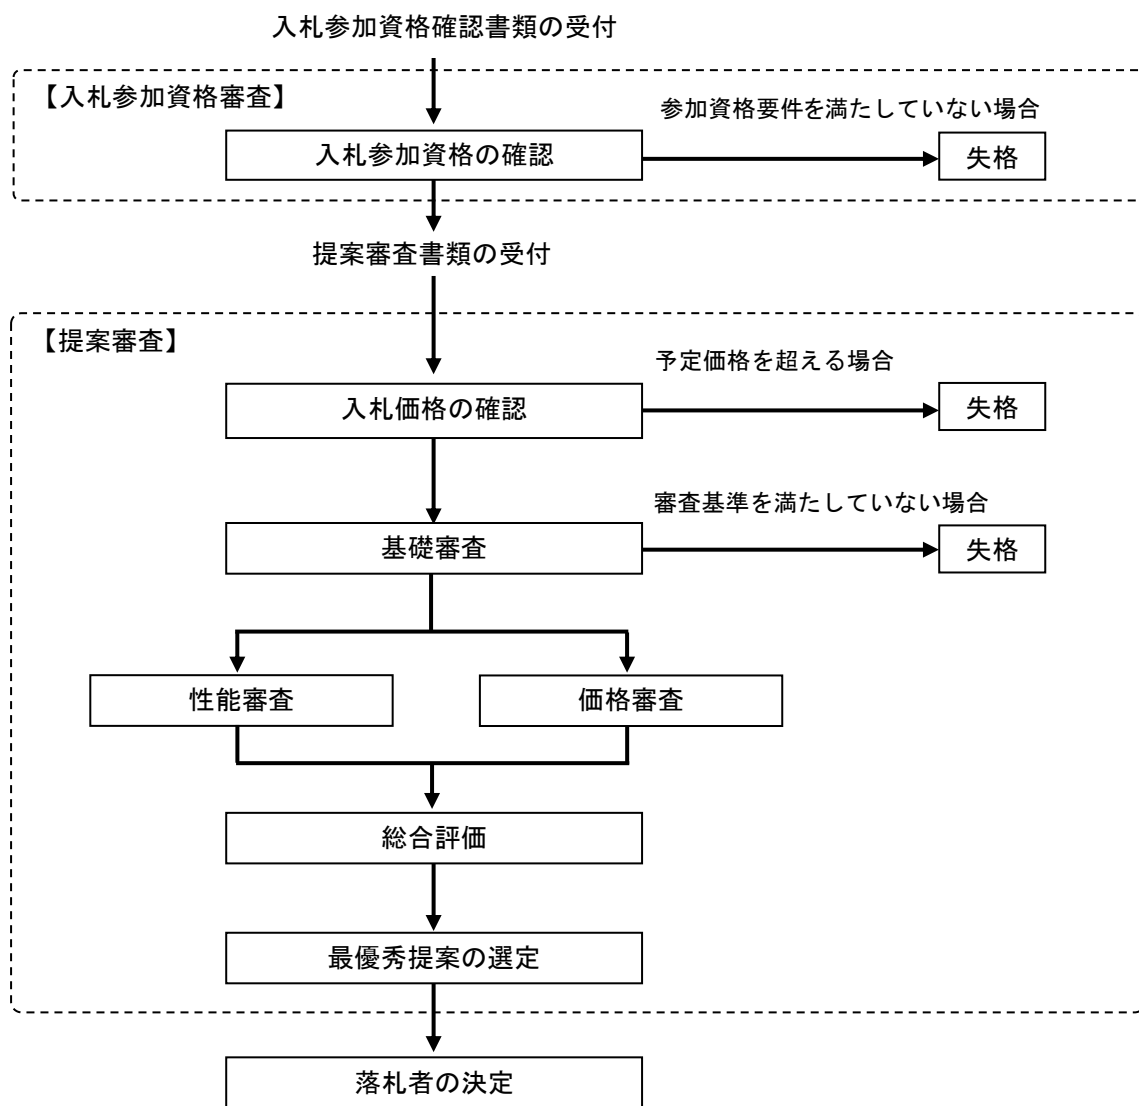 入札参加資格確認書類の受付
【入札参加資格審査】
参加資格要件を満たしていない場合
入札参加資格の確認
失格
提案審査書類の受付
【提案審査】
予定価格を超える場合
入札価格の確認
失格
審査基準を満たしていない場合
基礎審査
失格
性能審査
価格審査
総合評価
最優秀提案の選定
落札者の決定